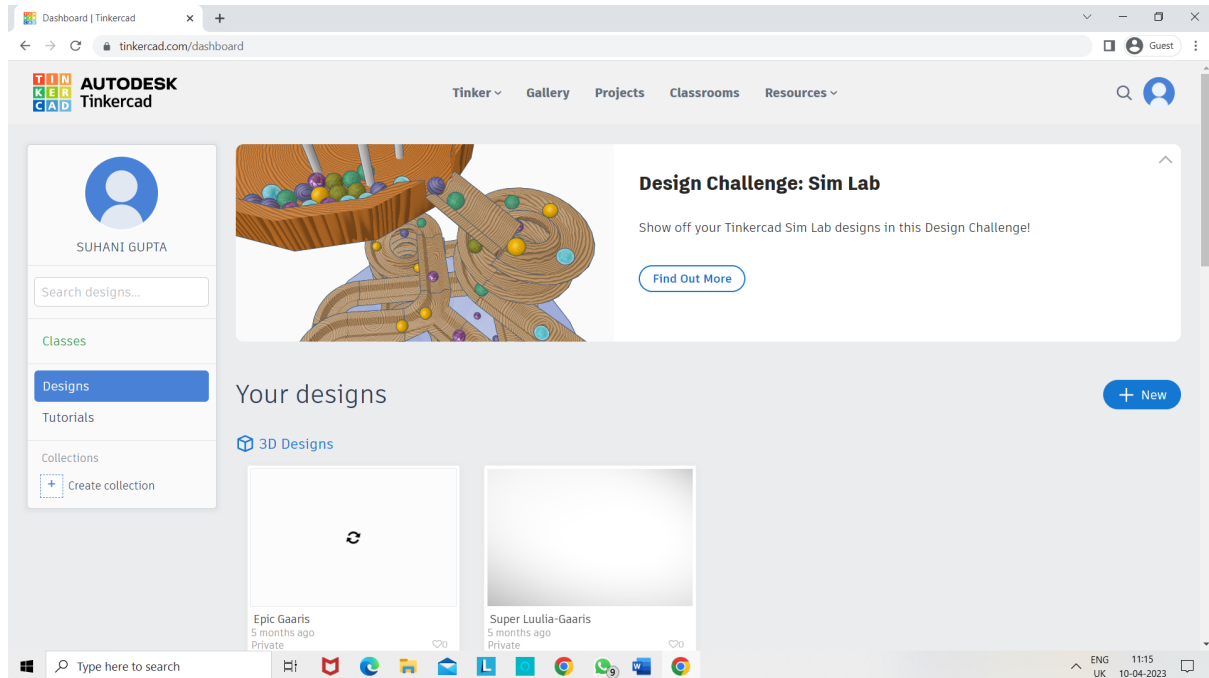 Dashboard | Tinkercad
tinkercad.com/dashboard
Guest
TIN
KER
CAD
AUTODESK
Tinkercad
Tinker
Gallery
Projects
Classrooms
Resources
SUHANI GUPTA
Search designs...
Classes
Designs
Tutorials
Collections
+ Create collection
Design Challenge: Sim Lab
Show off your Tinkercad Sim Lab designs in this Design Challenge!
Find Out More
Your designs
+ New
3D Designs
Epic Gaaris
5 months ago
Private
0
Super Luulia-Gaaris
5 months ago
Private
0
Type here to search
L
9
W
ENG
UK
11:15
10-04-2023